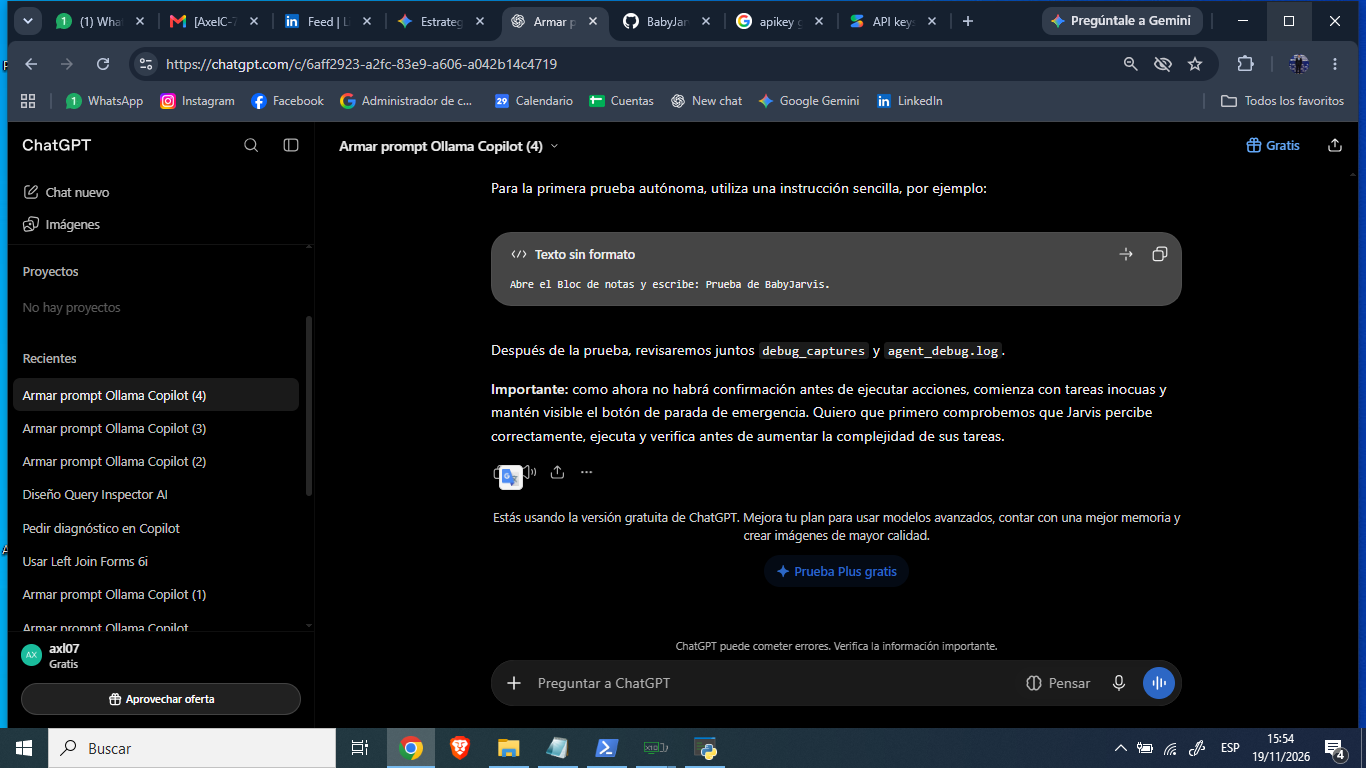 1
(1) Wha
[AxelC-7
Feed | L
Estrateg
Armar p
BabyJar
apikey g
API key
Pregúntale a Gemini
https://chatgpt.com/c/6aff2923-a2fc-83e9-a606-a042b14c4719
1 WhatsApp
Instagram
Facebook
Administrador de c...
29 Calendario
Cuentas
New chat
Google Gemini
LinkedIn
Todos los favoritos
ChatGPT
Chat nuevo
Imágenes
Proyectos
No hay proyectos
Recientes
Armar prompt Ollama Copilot (4)
Armar prompt Ollama Copilot (3)
Armar prompt Ollama Copilot (2)
Diseño Query Inspector AI
Pedir diagnóstico en Copilot
Usar Left Join Forms 6i
Armar prompt Ollama Copilot (1)
Armar prompt Ollama Copilot
AX
axl07
Gratis
Aprovechar oferta
Armar prompt Ollama Copilot (4)
Gratis
Para la primera prueba autónoma, utiliza una instrucción sencilla, por ejemplo:
Texto sin formato
Abre el Bloc de notas y escribe: Prueba de BabyJarvis.
Después de la prueba, revisaremos juntos debug_captures y agent_debug.log.
Importante: como ahora no habrá confirmación antes de ejecutar acciones, comienza con tareas inocuas y
mantén visible el botón de parada de emergencia. Quiero que primero comprobemos que Jarvis percibe
correctamente, ejecuta y verifica antes de aumentar la complejidad de sus tareas.
Estás usando la versión gratuita de ChatGPT. Mejora tu plan para usar modelos avanzados, contar con una mejor memoria y
crear imágenes de mayor calidad.
Prueba Plus gratis
ChatGPT puede cometer errores. Verifica la información importante.
Preguntar a ChatGPT
Pensar
Buscar
ESP
15:54
19/11/2026
4